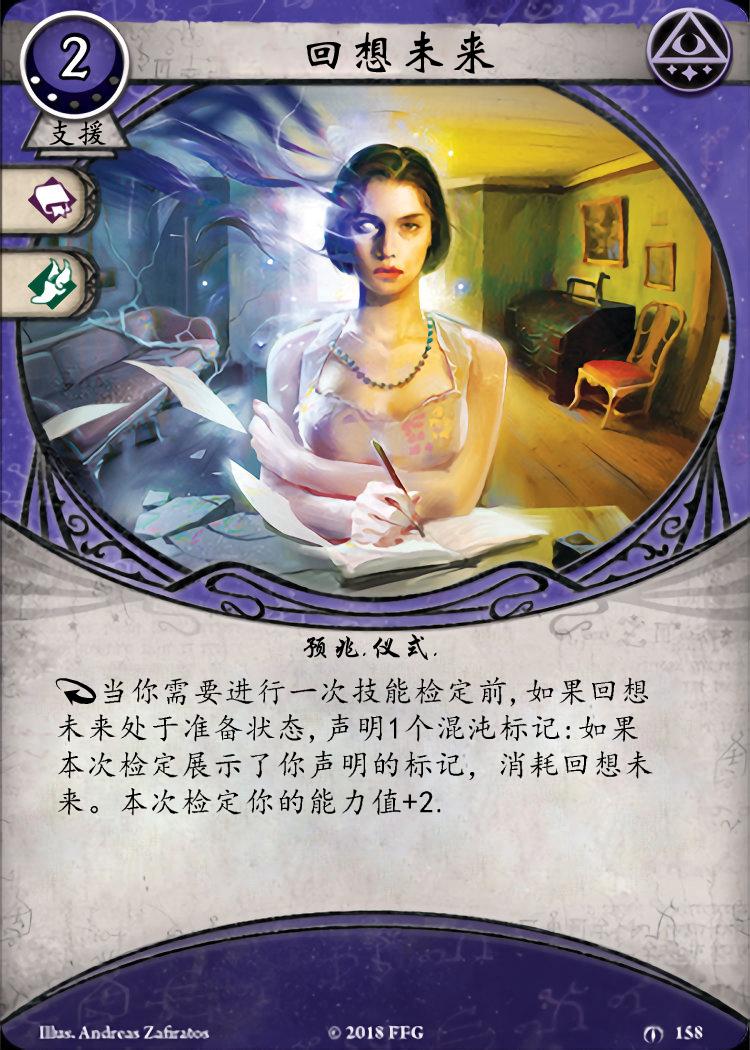 2
回想未来
支援
预兆.仪式.
当你需要进行一次技能检定前,如果回想
未来处于准备状态,声明1个混沌标记:如果
本次检定展示了你声明的标记,消耗回想未
来。本次检定你的能力值+2.
Illus. Andreas Zafiratos
© 2018 FFG
158